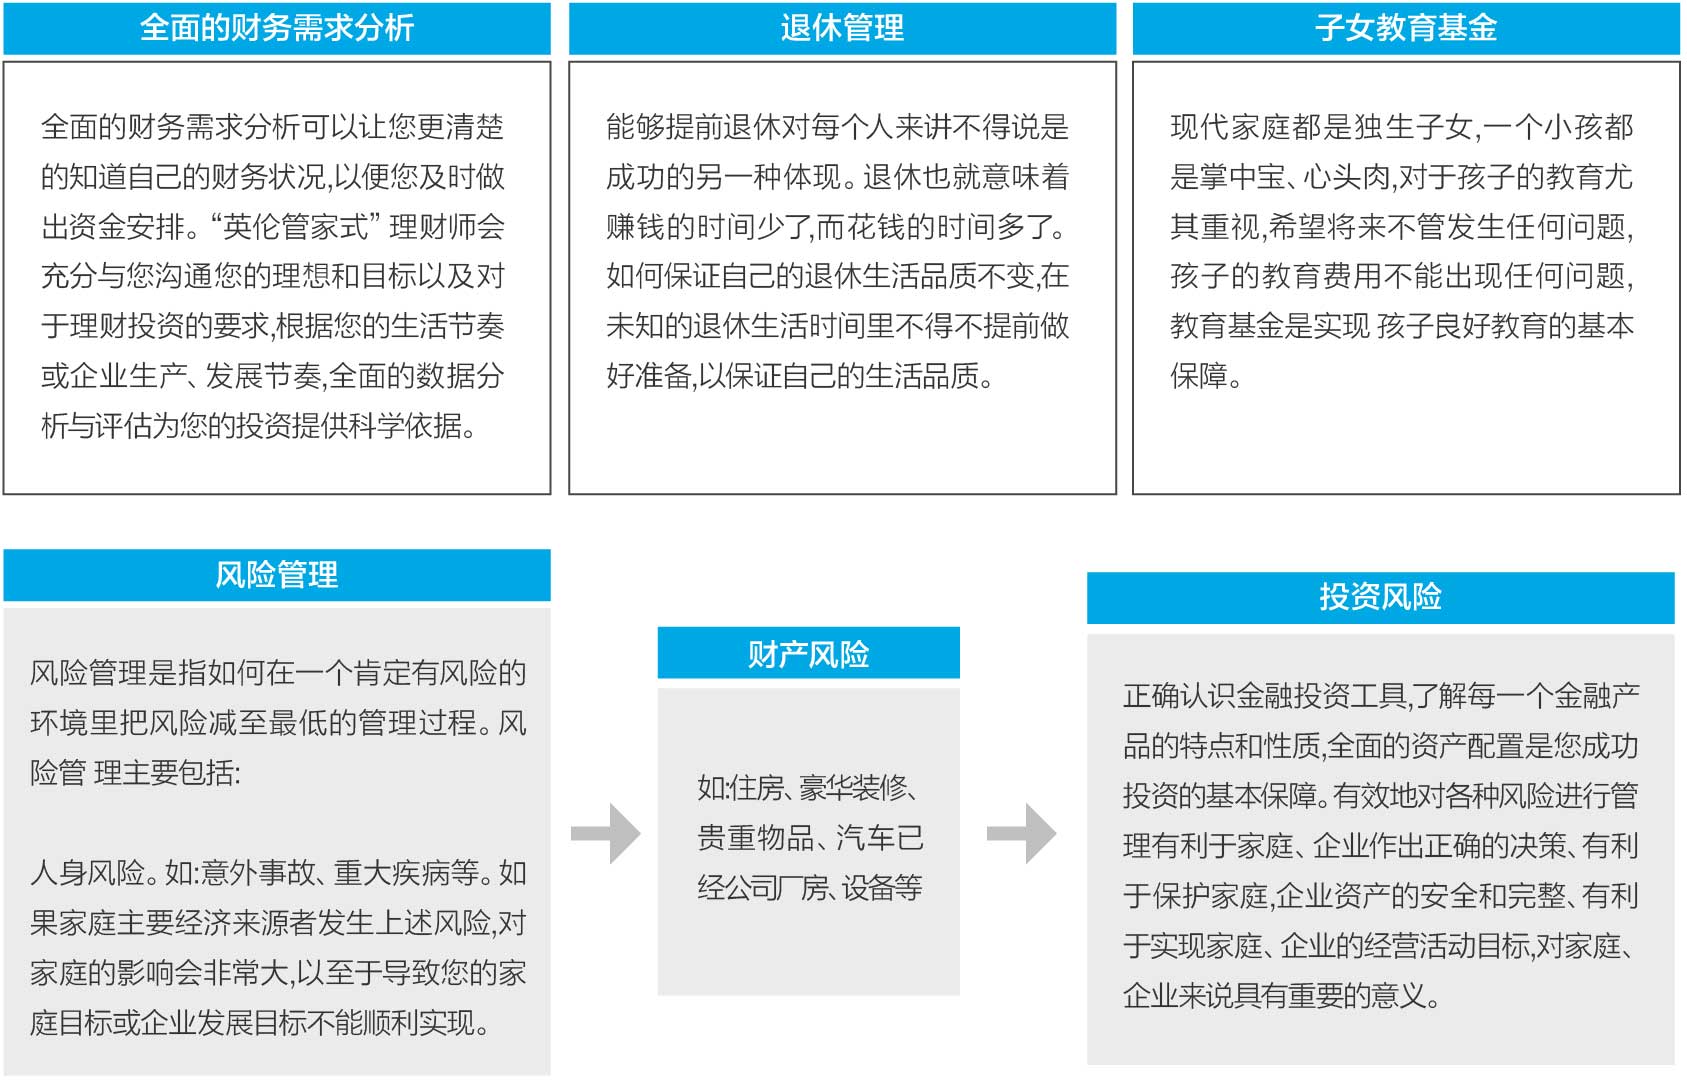 全面的财务需求分析
全面的财务需求分析可以让您更清楚
的知道自己的财务状况,以便您及时做
出资金安排。“英伦管家式” 理财师会
充分与您沟通您的理想和目标以及对
于理财投资的要求,根据您的生活节奏
或企业生产、发展节奏,全面的数据分
析与评估为您的投资提供科学依据。
退休管理
能够提前退休对每个人来讲不得说是
成功的另一种体现。退休也就意味着
赚钱的时间少了,而花钱的时间多了。
如何保证自己的退休生活品质不变,在
未知的退休生活时间里不得不提前做
好准备,以保证自己的生活品质。
子女教育基金
现代家庭都是独生子女,一个小孩都
是掌中宝、心头肉,对于孩子的教育尤
其重视,希望将来不管发生任何问题,
孩子的教育费用不能出现任何问题,
教育基金是实现 孩子良好教育的基本
保障。
风险管理
风险管理是指如何在一个肯定有风险的
环境里把风险减至最低的管理过程。风
险管 理主要包括:
人身风险。如:意外事故、重大疾病等。如
果家庭主要经济来源者发生上述风险,对
家庭的影响会非常大,以至于导致您的家
庭目标或企业发展目标不能顺利实现。
财产风险
如:住房、豪华装修、
贵重物品、汽车已
经公司厂房、设备等
投资风险
正确认识金融投资工具,了解每一个金融产
品的特点和性质,全面的资产配置是您成功
投资的基本保障。有效地对各种风险进行管
理有利于家庭、企业作出正确的决策、有利
于保护家庭,企业资产的安全和完整、有利
于实现家庭、企业的经营活动目标,对家庭、
企业来说具有重要的意义。